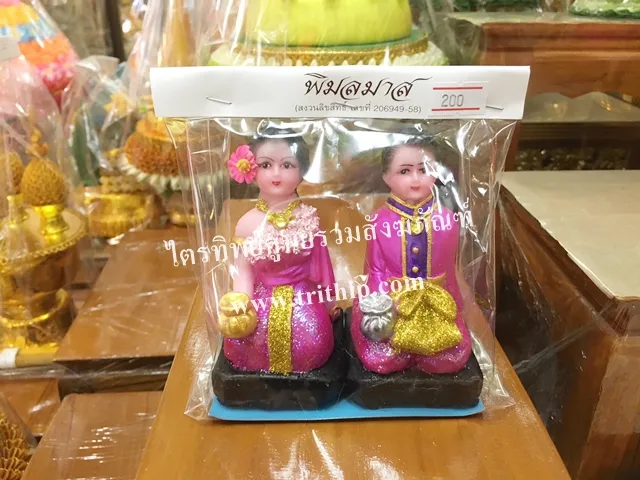 พิมลมาส
(สงวนลิขสิทธิ์ เลขที่ 206949-58)
200
ไตรทิพย์ศูนย์รวมสังฆภัณฑ์
www.trithip.com